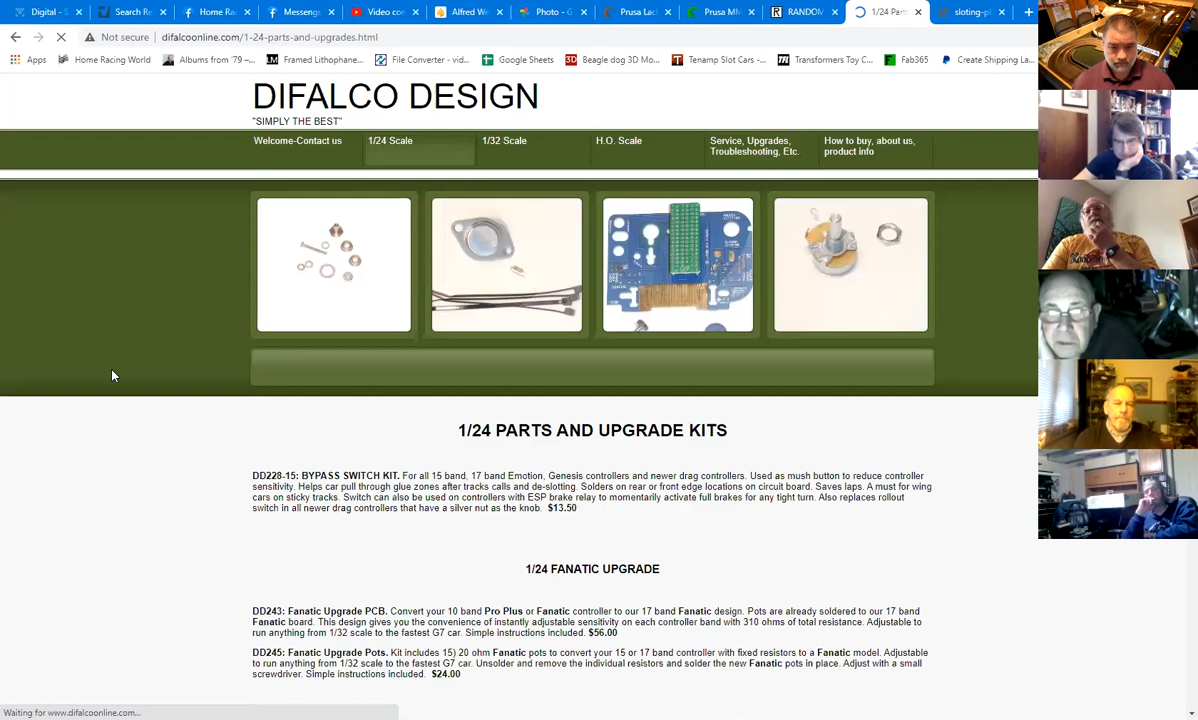 Digital - S
Search Re
Home Rac
Messenge
Video con
Alfred We
Photo - G
Prusa Lac
Prusa MM
RANDOM
1/24 Part
sloting-pl
Not secure | difalcoonline.com/1-24-parts-and-upgrades.html
Apps
Home Racing World
Albums from '79 –...
Framed Lithophane...
File Converter - vid...
Google Sheets
Beagle dog 3D Mo...
Tenamp Slot Cars -...
Transformers Toy C...
Fab365
Create Shipping La...
DIFALCO DESIGN
"SIMPLY THE BEST"
Welcome-Contact us
1/24 Scale
1/32 Scale
H.O. Scale
Service, Upgrades,
Troubleshooting, Etc.
How to buy, about us,
product info
1/24 PARTS AND UPGRADE KITS
DD228-15: BYPASS SWITCH KIT. For all 15 band, 17 band Emotion, Genesis controllers and newer drag controllers. Used as mush button to reduce controller
sensitivity. Helps car pull through glue zones after tracks calls and de-slotting. Solders on rear or front edge locations on circuit board. Saves laps. A must for wing
cars on sticky tracks. Switch can also be used on controllers with ESP brake relay to momentarily activate full brakes for any tight turn. Also replaces rollout
switch in all newer drag controllers that have a silver nut as the knob. $13.50
1/24 FANATIC UPGRADE
DD243: Fanatic Upgrade PCB. Convert your 10 band Pro Plus or Fanatic controller to our 17 band Fanatic design. Pots are already soldered to our 17 band
Fanatic board. This design gives you the convenience of instantly adjustable sensitivity on each controller band with 310 ohms of total resistance. Adjustable to
run anything from 1/32 scale to the fastest G7 car. Simple instructions included. $56.00
DD245: Fanatic Upgrade Pots. Kit includes 15) 20 ohm Fanatic pots to convert your 15 or 17 band controller with fixed resistors to a Fanatic model. Adjustable
to run anything from 1/32 scale to the fastest G7 car. Unsolder and remove the individual resistors and solder the new Fanatic pots in place. Adjust with a small
screwdriver. Simple instructions included. $24.00
Waiting for www.difalcoonline.com...